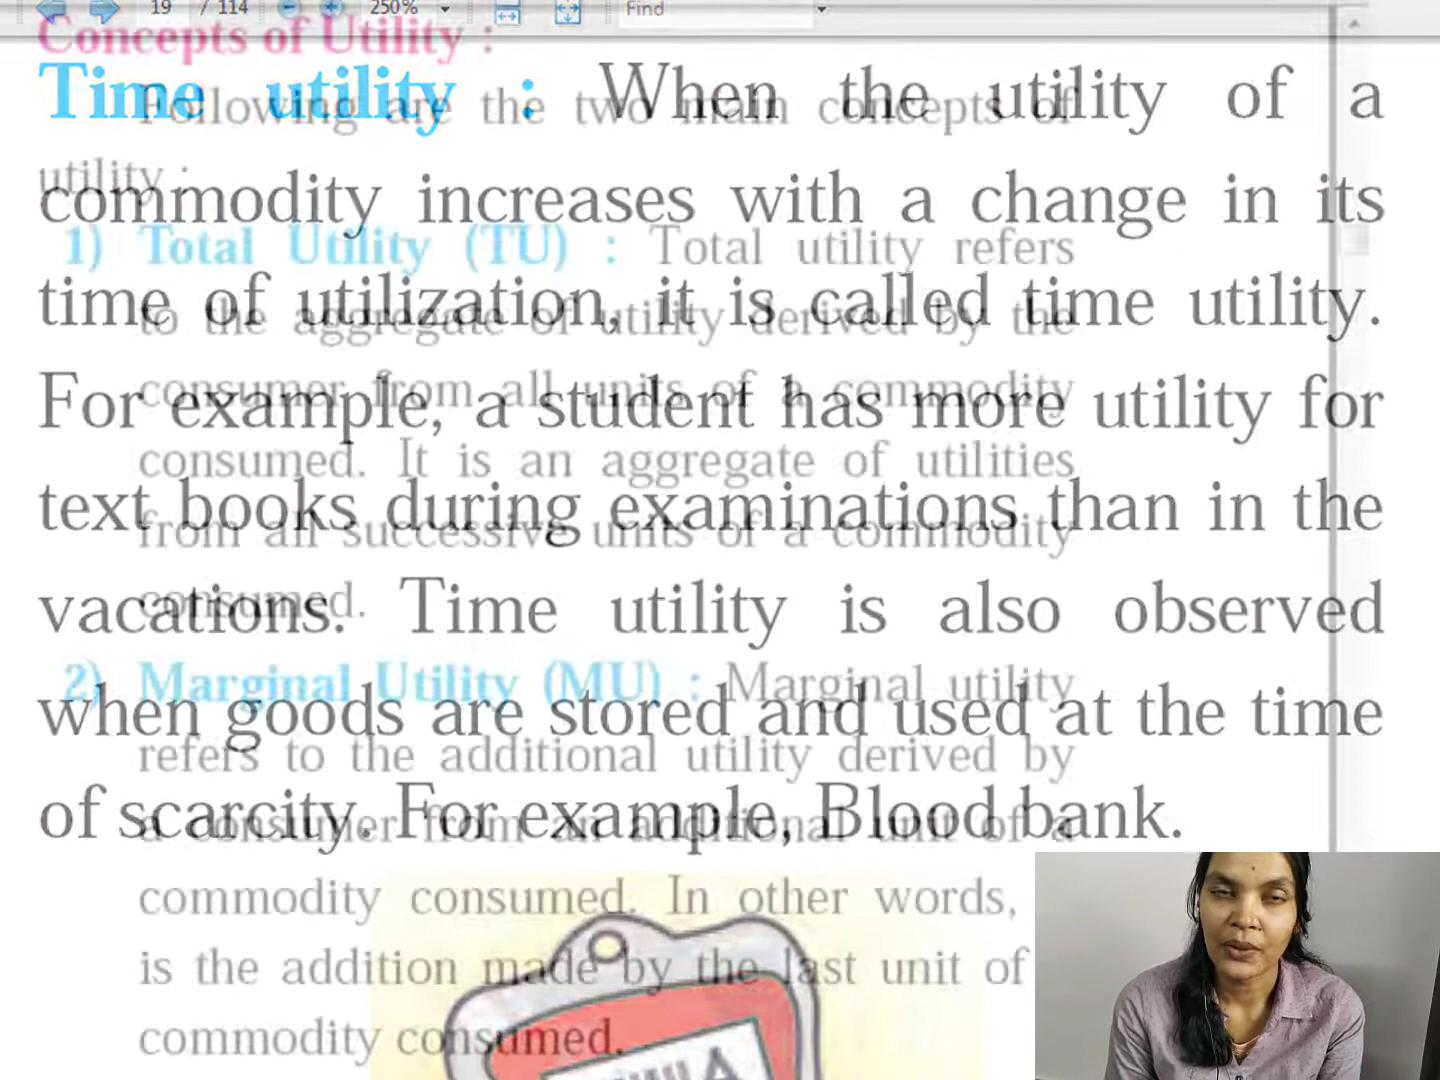 19 / 114 250% Find
Concepts of Utility :
Following are the two main concepts of
utility :
1) Total Utility (TU) : Total utility refers
to the aggregate of utility derived by the
consumer from all units of a commodity
consumed. It is an aggregate of utilities
from all successive units of a commodity
consumed.
2) Marginal Utility (MU) : Marginal utility
refers to the additional utility derived by
a consumer from an additional unit of a
commodity consumed. In other words,
is the addition made by the last unit of
commodity consumed.
Time utility : When the utility of a
commodity increases with a change in its
time of utilization, it is called time utility.
For example, a student has more utility for
text books during examinations than in the
vacations. Time utility is also observed
when goods are stored and used at the time
of scarcity. For example, Blood bank.